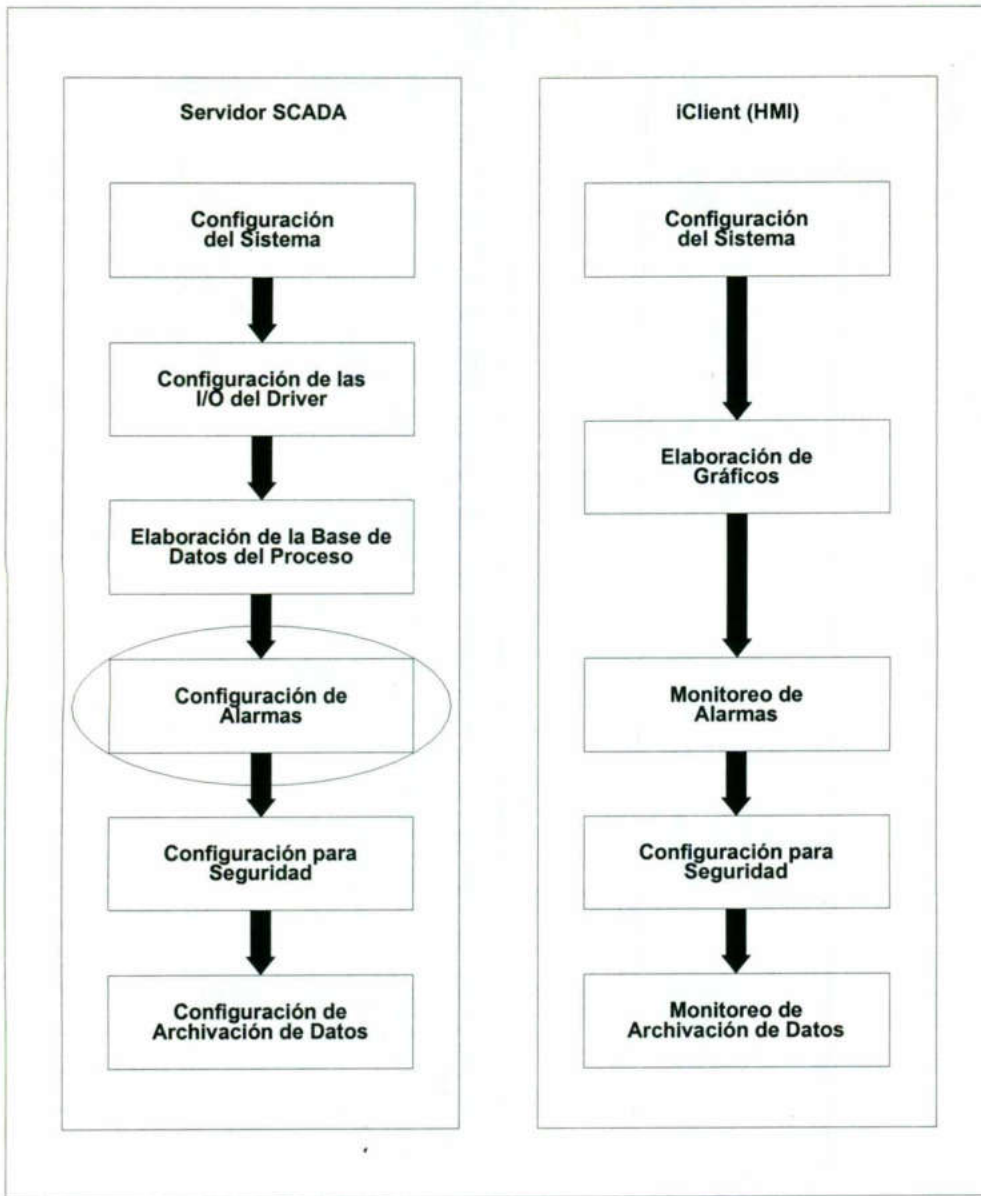 Servidor SCADA
Configuración
del Sistema
Configuración de las
I/O del Driver
Elaboración de la Base de
Datos del Proceso
Configuración de
Alarmas
Configuración para
Seguridad
Configuración de
Archivación de Datos
iClient (HMI)
Configuración
del Sistema
Elaboración de
Gráficos
Monitoreo de
Alarmas
Configuración para
Seguridad
Monitoreo de
Archivación de Datos